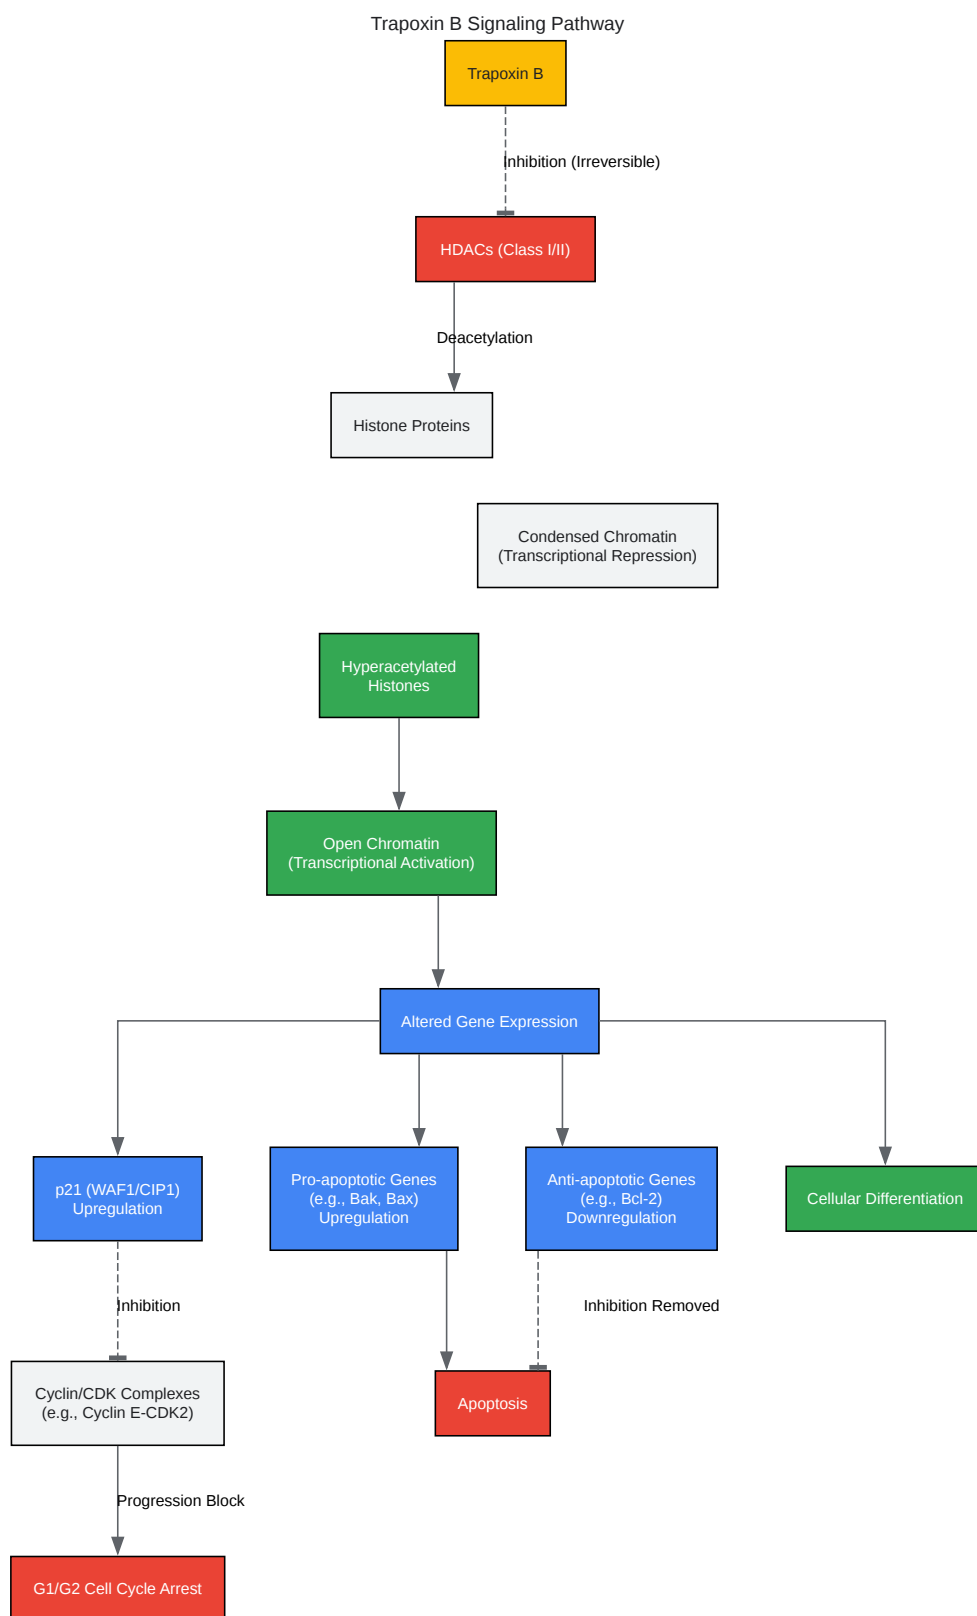 Trapoxin B Signaling Pathway
Trapoxin B
Inhibition (Irreversible)
HDACs (Class I/II)
Deacetylation
Histone Proteins
Condensed Chromatin
(Transcriptional Repression)
Hyperacetylated
Histones
Open Chromatin
(Transcriptional Activation)
Altered Gene Expression
p21 (WAF1/CIP1)
Upregulation
Pro-apoptotic Genes
(e.g., Bak, Bax)
Upregulation
Anti-apoptotic Genes
(e.g., Bcl-2)
Downregulation
Cellular Differentiation
Inhibition
Inhibition Removed
Cyclin/CDK Complexes
(e.g., Cyclin E-CDK2)
Apoptosis
Progression Block
G1/G2 Cell Cycle Arrest